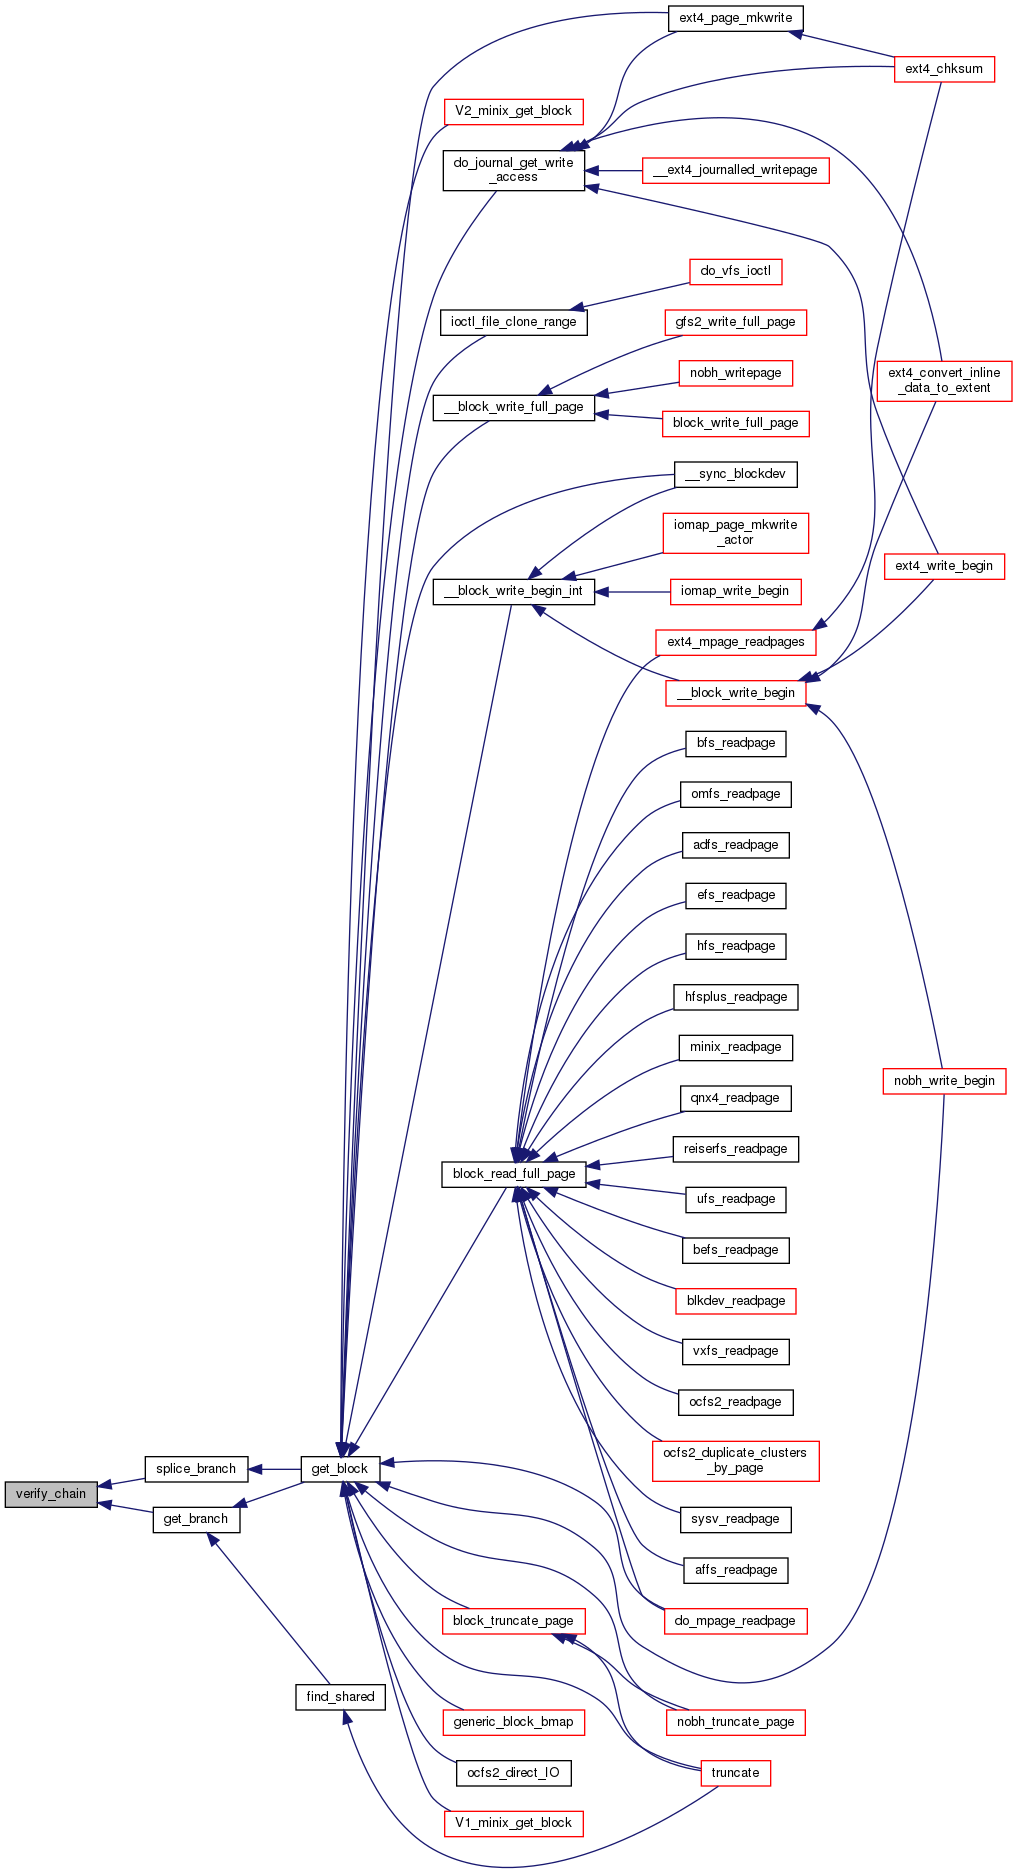 ext4_page_mkwrite
ext4_chksum
V2_minix_get_block
do_journal_get_write
_access
__ext4_journalled_writepage
do_vfs_ioctl
ioctl_file_clone_range
gfs2_write_full_page
nobh_writepage
ext4_convert_inline
_data_to_extent
__block_write_full_page
block_write_full_page
__sync_blockdev
iomap_page_mkwrite
_actor
ext4_write_begin
__block_write_begin_int
iomap_write_begin
ext4_mpage_readpages
__block_write_begin
bfs_readpage
omfs_readpage
adfs_readpage
efs_readpage
hfs_readpage
hfsplus_readpage
minix_readpage
nobh_write_begin
qnx4_readpage
reiserfs_readpage
block_read_full_page
ufs_readpage
befs_readpage
blkdev_readpage
vxfs_readpage
ocfs2_readpage
ocfs2_duplicate_clusters
_by_page
splice_branch
get_block
verify_chain
get_branch
sysv_readpage
affs_readpage
block_truncate_page
do_mpage_readpage
find_shared
generic_block_bmap
nobh_truncate_page
ocfs2_direct_IO
truncate
V1_minix_get_block